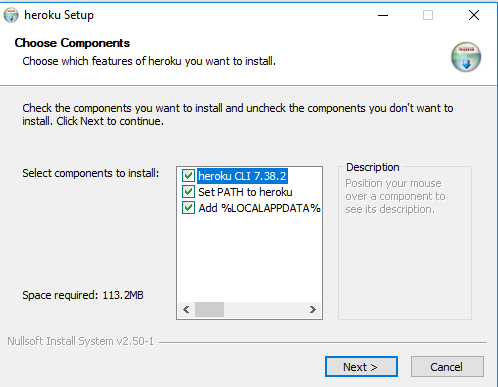 heroku Setup
Choose Components
Choose which features of heroku you want to install.
Check the components you want to install and uncheck the components you don't want to
install. Click Next to continue.
Select components to install:
heroku CLI 7.38.2
Set PATH to heroku
Add %LOCALAPPDATA%
Description
Position your mouse
over a component to
see its description.
Space required: 113.2MB
Nullsoft Install System v2.50-1
Next >
Cancel